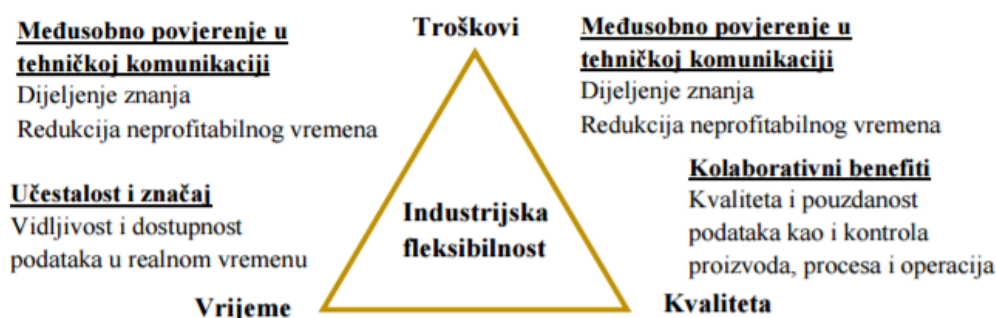 Troškovi
Međusobno povjerenje u
tehničkoj komunikaciji
Dijeljenje znanja
Redukcija neprofitabilnog vremena
Međusobno povjerenje u
tehničkoj komunikaciji
Dijeljenje znanja
Redukcija neprofitabilnog vremena
Učestalost i značaj
Vidljivost i dostupnost
podataka u realnom vremenu
Industrijska
fleksibilnost
Kolaborativni benefiti
Kvaliteta i pouzdanost
podataka kao i kontrola
proizvoda, procesa i operacija
Vrijeme
Kvaliteta